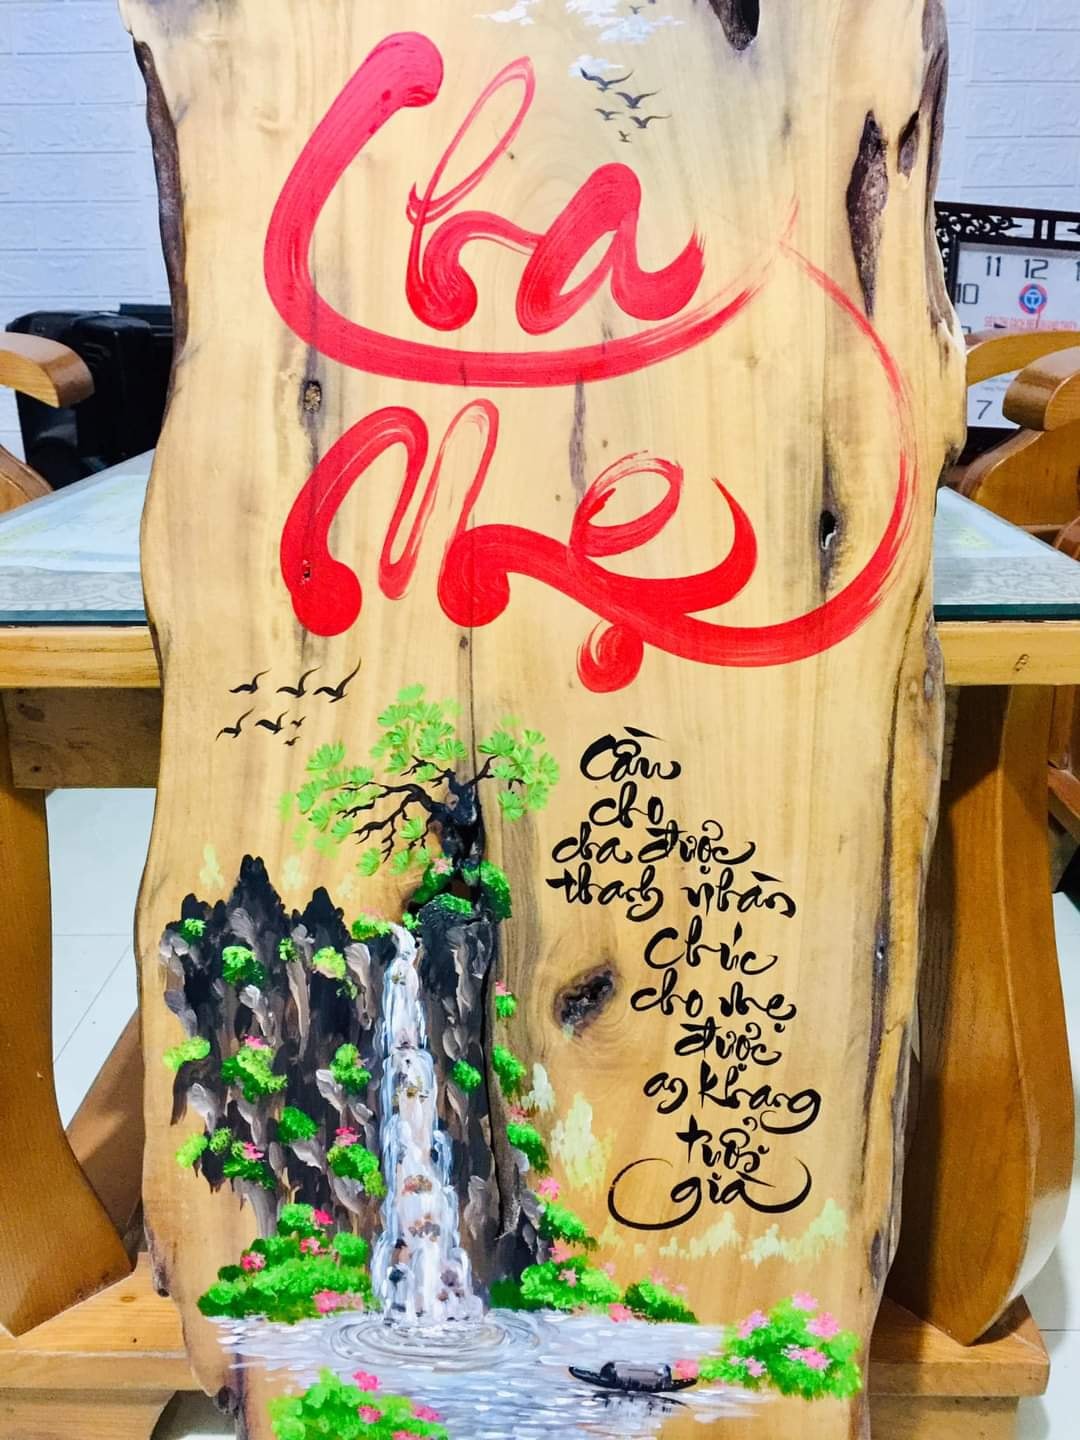 Cha
Mẹ
Cầu
cho
cha được
thanh nhàn
Chúc
cho mẹ
được
an khang
tuổi
già
11 12 1
10
7